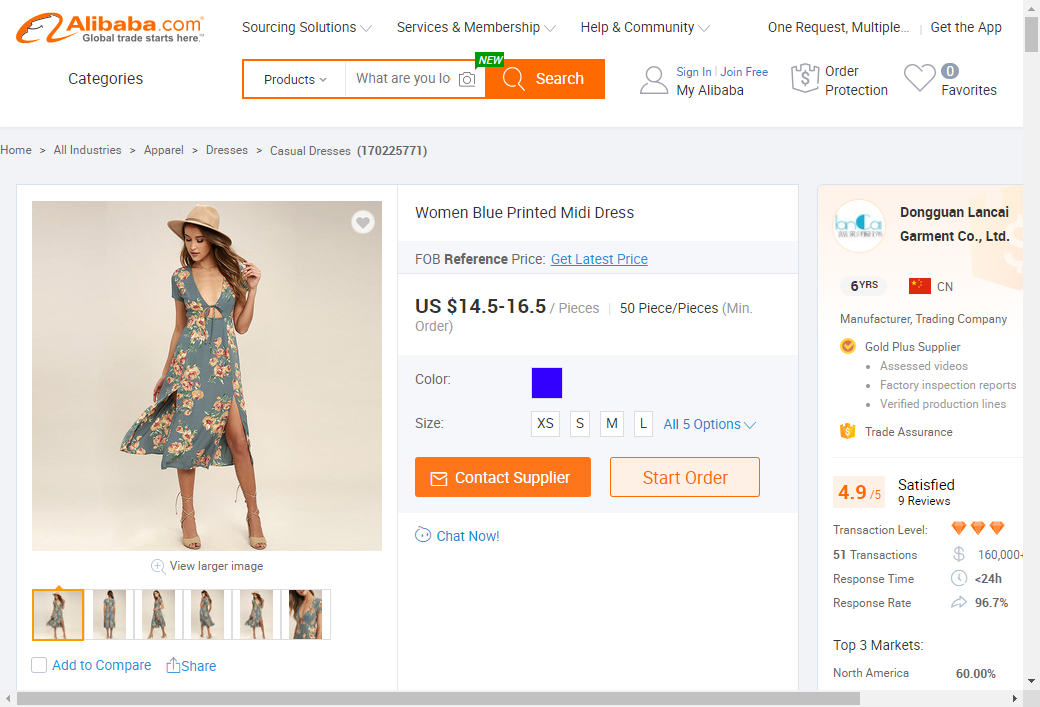 Alibaba.com
Global trade starts here.™
Sourcing Solutions
Services & Membership
Help & Community
One Request, Multiple...
Get the App
Categories
Products
What are you lo
NEW
Search
Sign In | Join Free
My Alibaba
Order
Protection
0
Favorites
Home > All Industries > Apparel > Dresses > Casual Dresses (170225771)
Women Blue Printed Midi Dress
FOB Reference Price: Get Latest Price
US $14.5-16.5 / Pieces | 50 Piece/Pieces (Min.
Order)
Color:
Size:
XS
S
M
L
All 5 Options
Contact Supplier
Start Order
Chat Now!
View larger image
Add to Compare
Share
Dongguan Lancai
Garment Co., Ltd.
6YRS
CN
Manufacturer, Trading Company
Gold Plus Supplier
Assessed videos
Factory inspection reports
Verified production lines
Trade Assurance
4.9 /5
Satisfied
9 Reviews
Transaction Level:
51 Transactions
160,000+
Response Time
<24h
Response Rate
96.7%
Top 3 Markets:
North America
60.00%